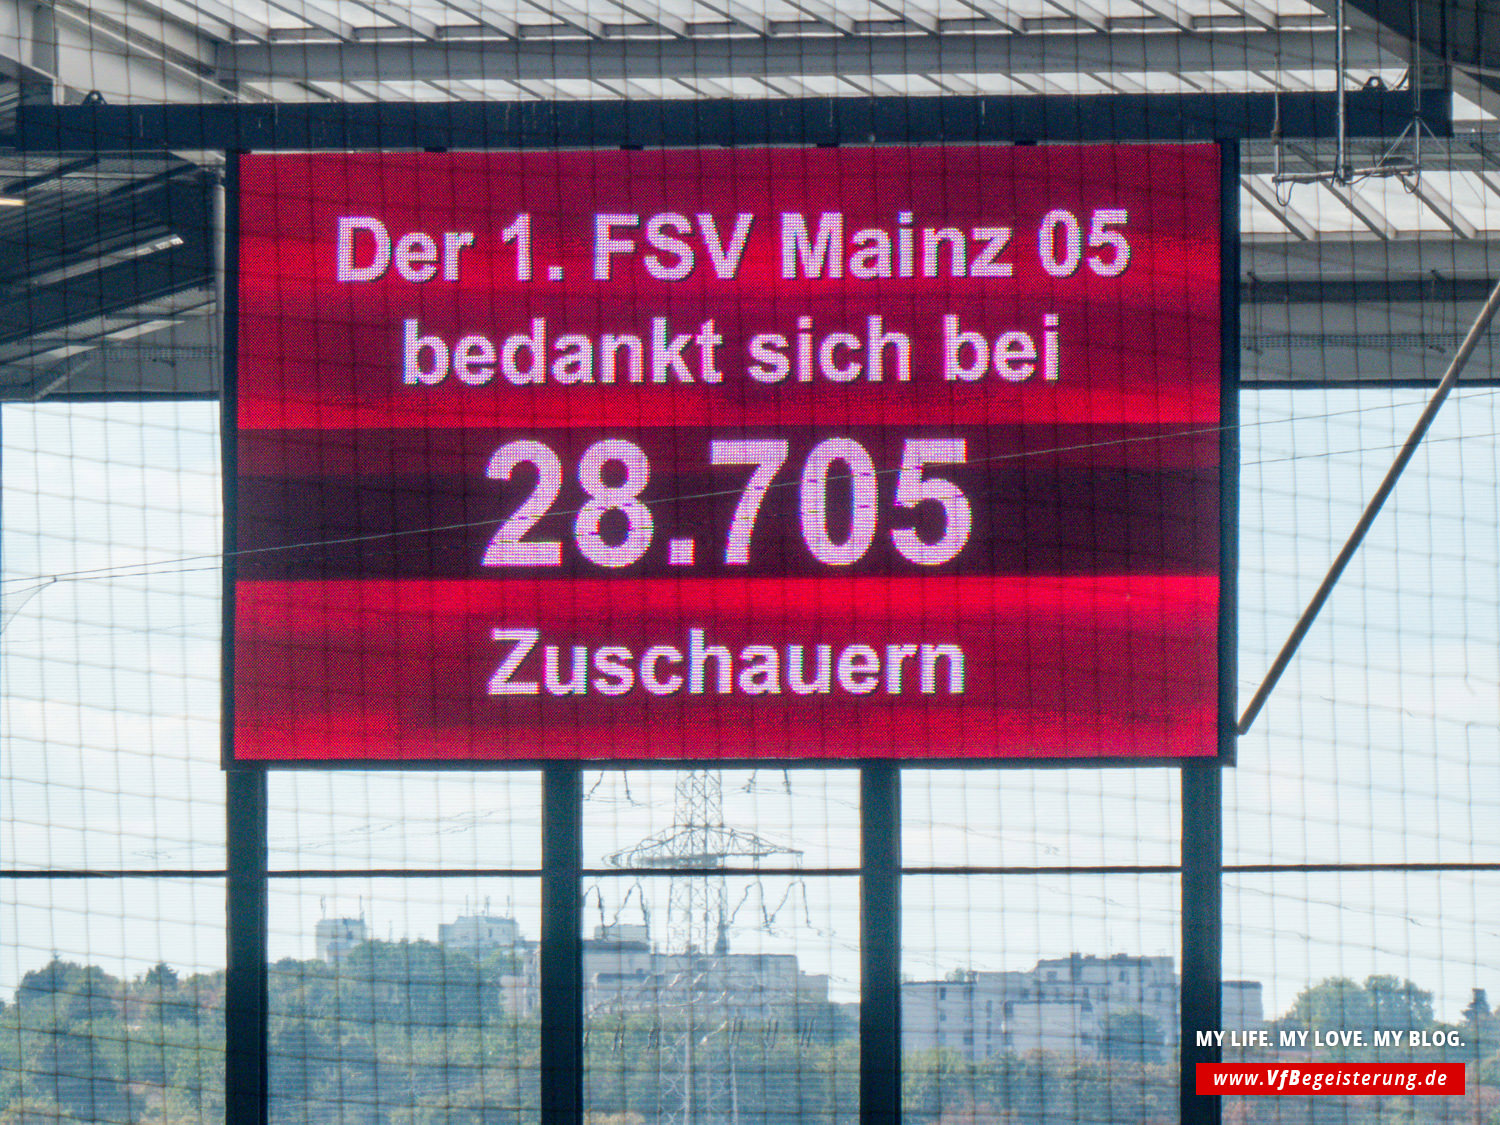 Der 1. FSV Mainz 05
bedankt sich bei
28.705
Zuschauern
MY LIFE. MY LOVE. MY BLOG.
www.VfBegeisterung.de